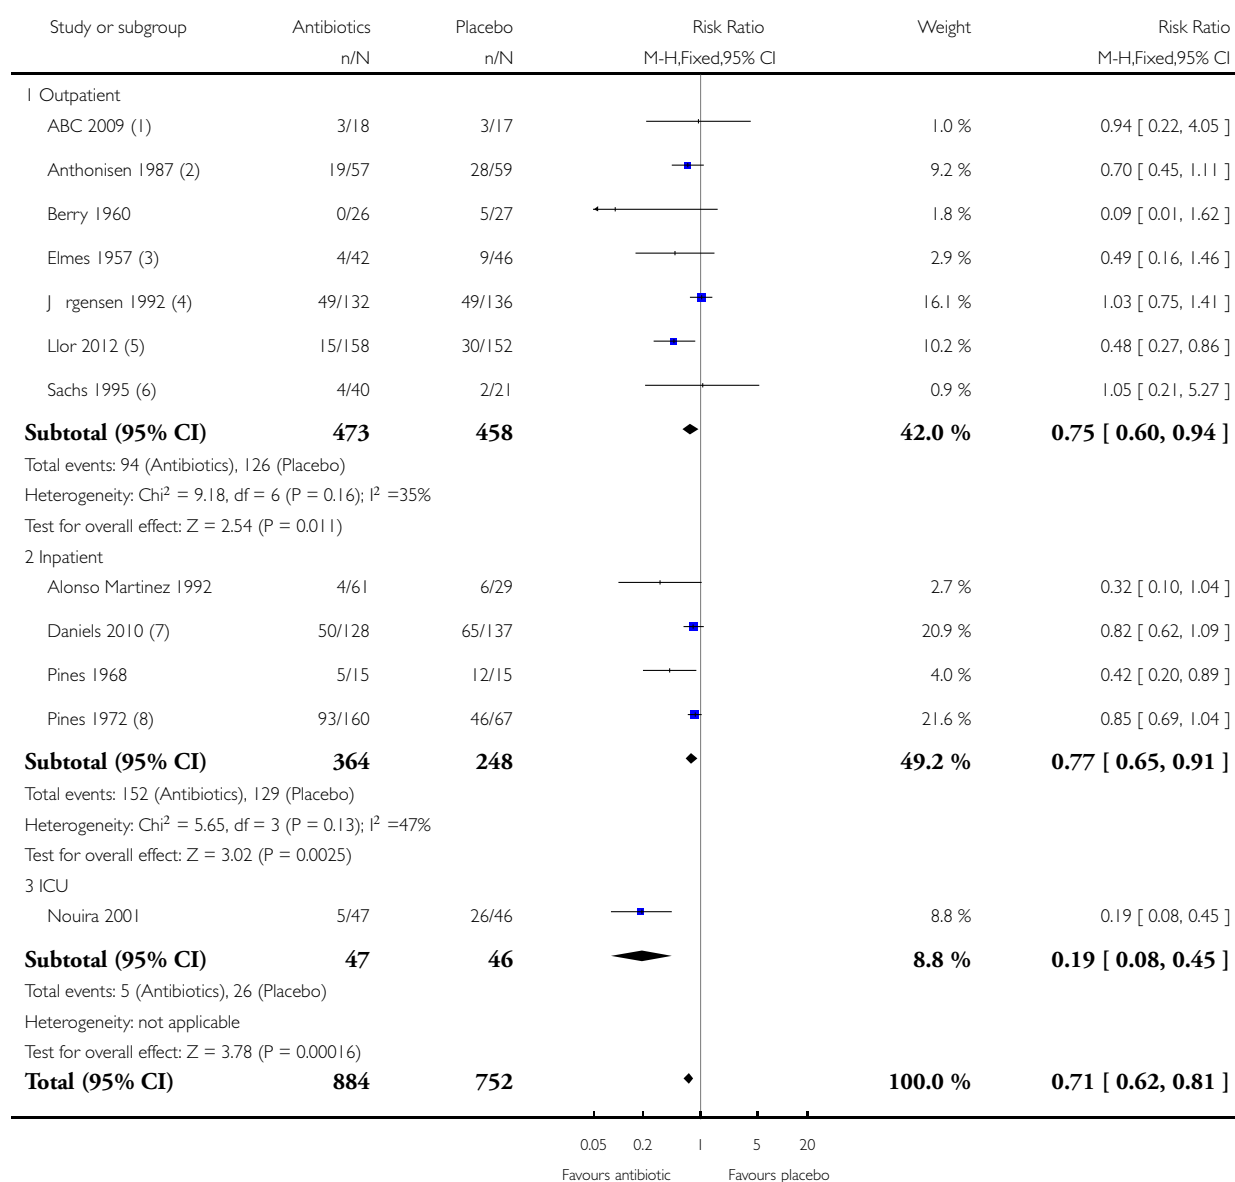 Study or subgroup Antibiotics Placebo Risk Ratio Weight Risk Ratio
n/N n/N M-H,Fixed,95% CI M-H,Fixed,95% CI
1 Outpatient
ABC 2009 (1) 3/18 3/17 1.0 % 0.94 [ 0.22, 4.05 ]
Anthonisen 1987 (2) 19/57 28/59 9.2 % 0.70 [ 0.45, 1.11 ]
Berry 1960 0/26 5/27 1.8 % 0.09 [ 0.01, 1.62 ]
Elmes 1957 (3) 4/42 9/46 2.9 % 0.49 [ 0.16, 1.46 ]
J rgensen 1992 (4) 49/132 49/136 16.1 % 1.03 [ 0.75, 1.41 ]
Llor 2012 (5) 15/158 30/152 10.2 % 0.48 [ 0.27, 0.86 ]
Sachs 1995 (6) 4/40 2/21 0.9 % 1.05 [ 0.21, 5.27 ]
Subtotal (95% CI) 473 458 42.0 % 0.75 [ 0.60, 0.94 ]
Total events: 94 (Antibiotics), 126 (Placebo)
Heterogeneity: Chi² = 9.18, df = 6 (P = 0.16); I² =35%
Test for overall effect: Z = 2.54 (P = 0.011)
2 Inpatient
Alonso Martinez 1992 4/61 6/29 2.7 % 0.32 [ 0.10, 1.04 ]
Daniels 2010 (7) 50/128 65/137 20.9 % 0.82 [ 0.62, 1.09 ]
Pines 1968 5/15 12/15 4.0 % 0.42 [ 0.20, 0.89 ]
Pines 1972 (8) 93/160 46/67 21.6 % 0.85 [ 0.69, 1.04 ]
Subtotal (95% CI) 364 248 49.2 % 0.77 [ 0.65, 0.91 ]
Total events: 152 (Antibiotics), 129 (Placebo)
Heterogeneity: Chi² = 5.65, df = 3 (P = 0.13); I² =47%
Test for overall effect: Z = 3.02 (P = 0.0025)
3 ICU
Nouira 2001 5/47 26/46 8.8 % 0.19 [ 0.08, 0.45 ]
Subtotal (95% CI) 47 46 8.8 % 0.19 [ 0.08, 0.45 ]
Total events: 5 (Antibiotics), 26 (Placebo)
Heterogeneity: not applicable
Test for overall effect: Z = 3.78 (P = 0.00016)
Total (95% CI) 884 752 100.0 % 0.71 [ 0.62, 0.81 ]
0.05 0.2 1 5 20
Favours antibiotic Favours placebo